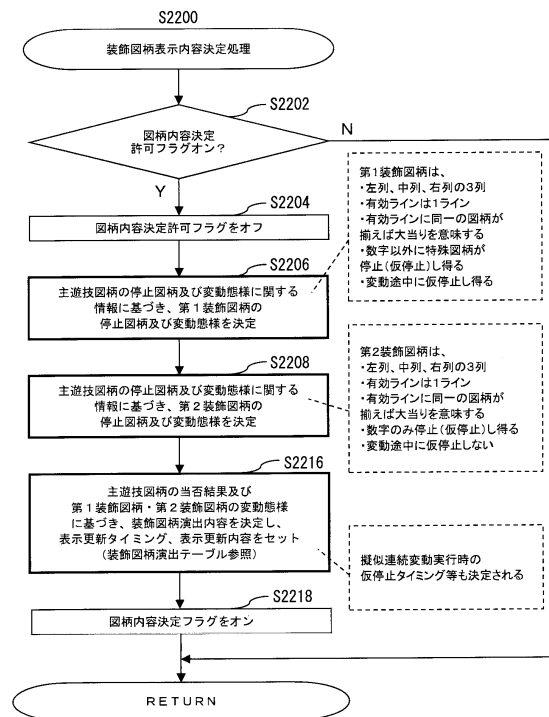 S2200
装飾図柄表示内容決定処理
S2202
図柄内容決定
許可フラグオン?
N
Y
S2204
図柄内容決定許可フラグをオフ
S2206
主遊技図柄の停止図柄及び変動態様に関する
情報に基づき、第1装飾図柄の
停止図柄及び変動態様を決定
第1装飾図柄は、
・左列、中列、右列の3列
・有効ラインは1ライン
・有効ラインに同一の図柄が
揃えば大当りを意味する
・数字以外に特殊図柄が
停止(仮停止)し得る
・変動途中に仮停止し得る
S2208
主遊技図柄の停止図柄及び変動態様に関する
情報に基づき、第2装飾図柄の
停止図柄及び変動態様を決定
第2装飾図柄は、
・左列、中列、右列の3列
・有効ラインは1ライン
・有効ラインに同一の図柄が
揃えば大当りを意味する
・数字のみ停止(仮停止)し得る
・変動途中に仮停止しない
S2216
主遊技図柄の当否結果及び
第1装飾図柄・第2装飾図柄の変動態様
に基づき、装飾図柄演出内容を決定し、
表示更新タイミング、表示更新内容をセット
(装飾図柄演出テーブル参照)
擬似連続変動実行時の
仮停止タイミング等も決定される
S2218
図柄内容決定フラグをオン
RETURN